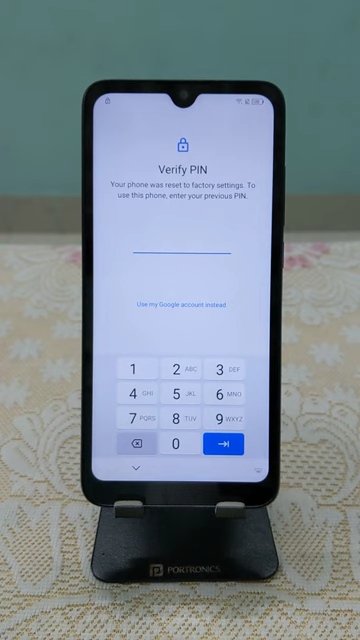 Verify PIN
Your phone was reset to factory settings. To
use this phone, enter your previous PIN.
Use my Google account instead
1 2 ABC 3 DEF
4 GHI 5 JKL 6 MNO
7 PQRS 8 TUV 9 WXYZ
0
PORTRONICS